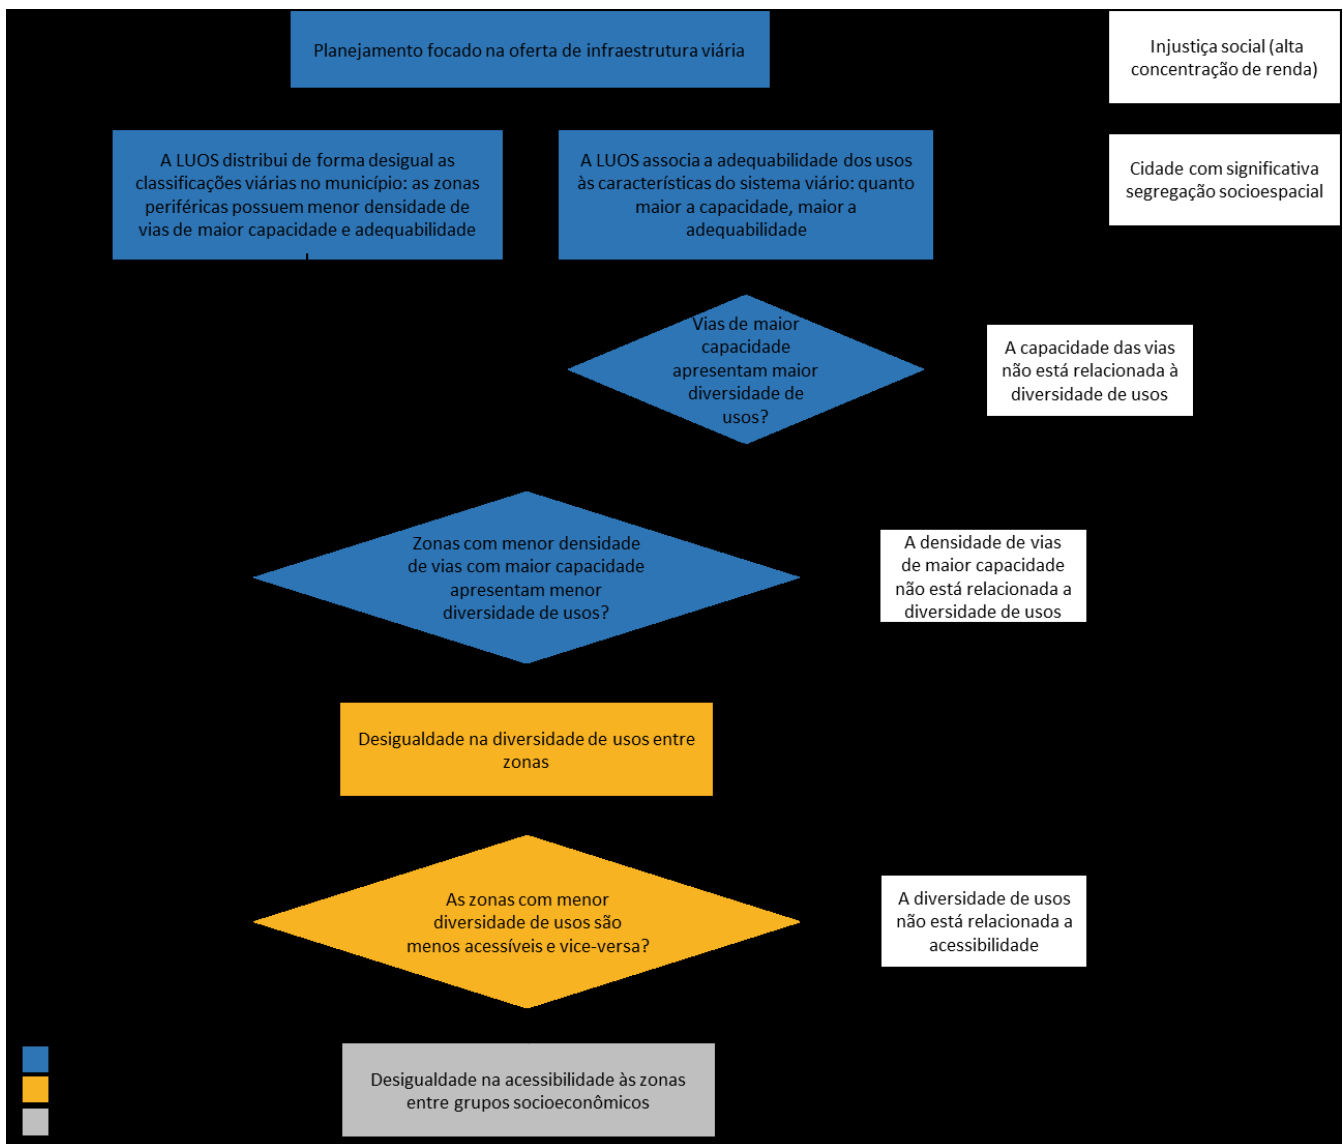 Planejamento focado na oferta de infraestrutura viária
Injustiça social (alta
concentração de renda)
A LUOS distribui de forma desigual as
classificações viárias no município: as zonas
periféricas possuem menor densidade de
vias de maior capacidade e adequabilidade
A LUOS associa a adequabilidade dos usos
às características do sistema viário: quanto
maior a capacidade, maior a
adequabilidade
Cidade com significativa
segregação socioespacial
Vias de maior
capacidade
apresentam maior
diversidade de
usos?
A capacidade das vias
não está relacionada à
diversidade de usos
Zonas com menor densidade
de vias com maior capacidade
apresentam menor
diversidade de usos?
A densidade de vias
de maior capacidade
não está relacionada a
diversidade de usos
Desigualdade na diversidade de usos entre
zonas
As zonas com menor
diversidade de usos são
menos acessíveis e vice-versa?
A diversidade de usos
não está relacionada a
acessibilidade
Desigualdade na acessibilidade às zonas
entre grupos socioeconômicos